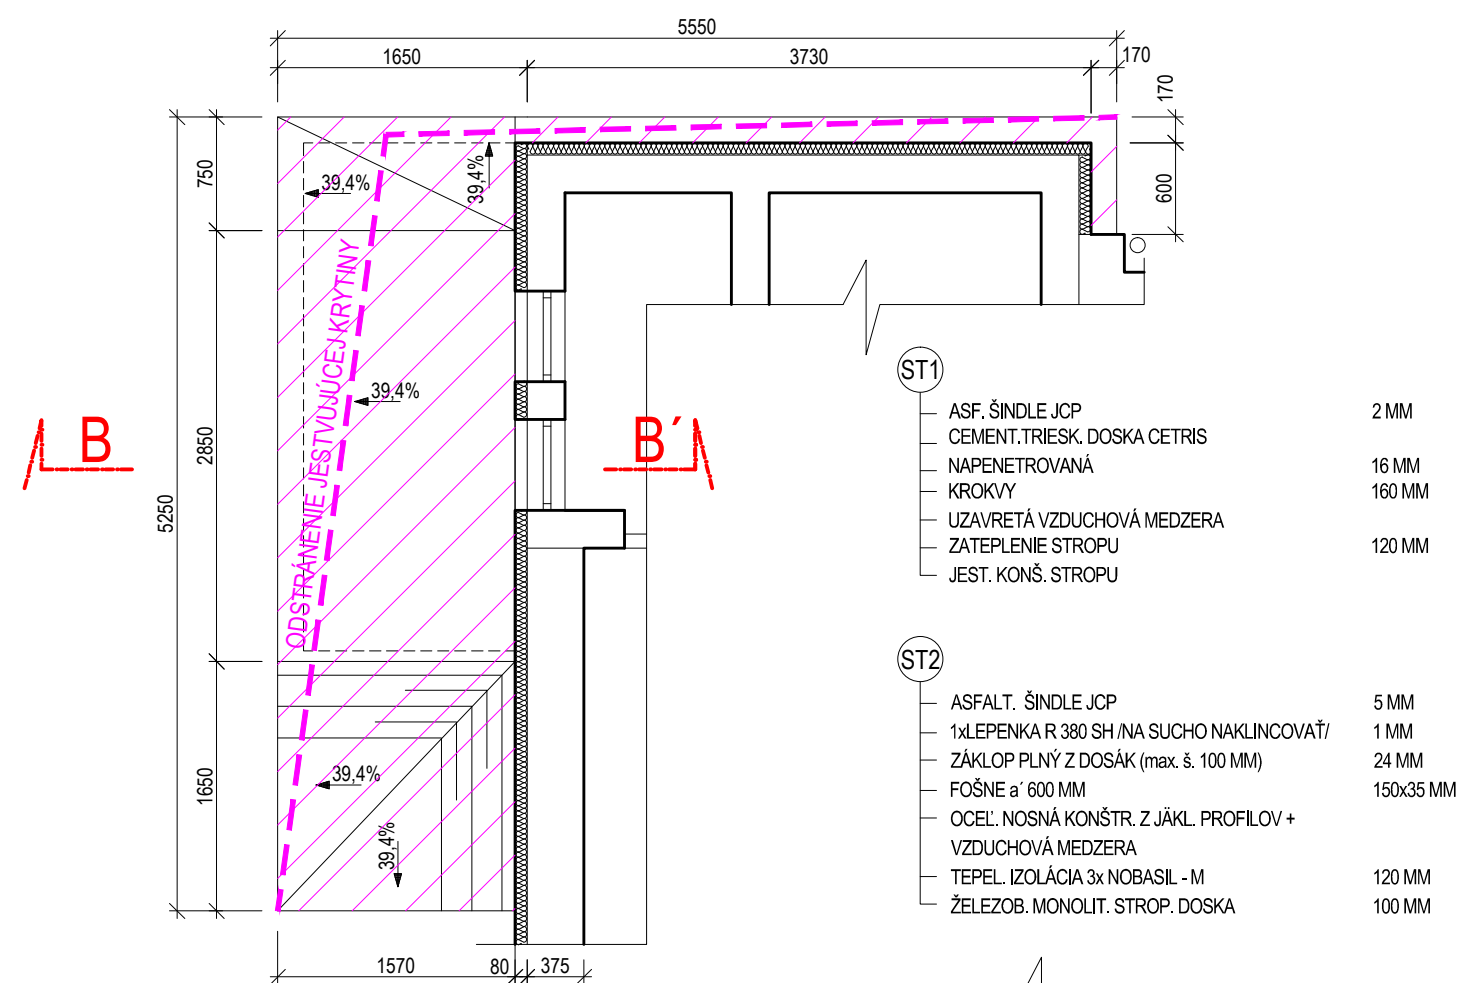 5550
1650
3730
170
170
750
39,4%
39,4%
600
ODSTRÁNENIE JESTVUJÚCEJ KRYTINY
39,4%
2850
5250
B
B´
ST1
ASF. ŠINDLE JCP 2 MM
CEMENT.TRIESK. DOSKA CETRIS
NAPENETROVANÁ 16 MM
KROKVY 160 MM
UZAVRETÁ VZDUCHOVÁ MEDZERA
ZATEPLENIE STROPU 120 MM
JEST. KONŠ. STROPU
ST2
ASFALT. ŠINDLE JCP 5 MM
1xLEPENKA R 380 SH /NA SUCHO NAKLINCOVAŤ/ 1 MM
ZÁKLOP PLNÝ Z DOSÁK (max. š. 100 MM) 24 MM
FOŠNE a´ 600 MM 150x35 MM
OCEĽ. NOSNÁ KONŠTR. Z JÄKL. PROFILOV +
VZDUCHOVÁ MEDZERA
TEPEL. IZOLÁCIA 3x NOBASIL - M 120 MM
ŽELEZOB. MONOLIT. STROP. DOSKA 100 MM
1650
39,4%
39,4%
1570
80
375